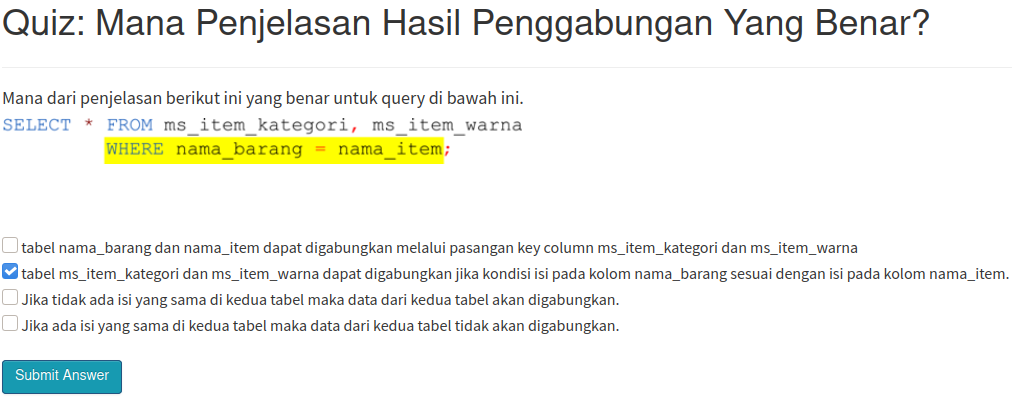 Quiz: Mana Penjelasan Hasil Penggabungan Yang Benar?
Mana dari penjelasan berikut ini yang benar untuk query di bawah ini.
SELECT * FROM ms_item_kategori, ms_item_warna
WHERE nama_barang = nama_item;
tabel nama_barang dan nama_item dapat digabungkan melalui pasangan key column ms_item_kategori dan ms_item_warna
tabel ms_item_kategori dan ms_item_warna dapat digabungkan jika kondisi isi pada kolom nama_barang sesuai dengan isi pada kolom nama_item.
Jika tidak ada isi yang sama di kedua tabel maka data dari kedua tabel akan digabungkan.
Jika ada isi yang sama di kedua tabel maka data dari kedua tabel tidak akan digabungkan.
Submit Answer